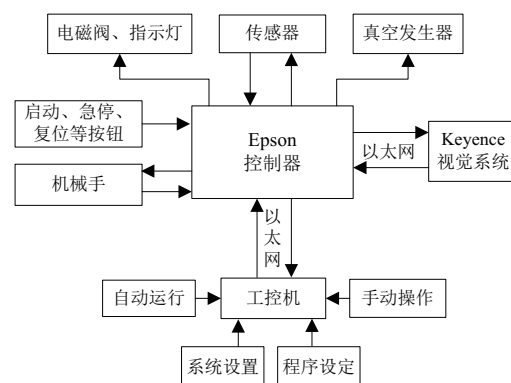 电磁阀、指示灯
传感器
真空发生器
启动、急停、
复位等按钮
Epson
控制器
以太网
Keyence
视觉系统
机械手
以
太
网
自动运行
工控机
手动操作
系统设置
程序设定